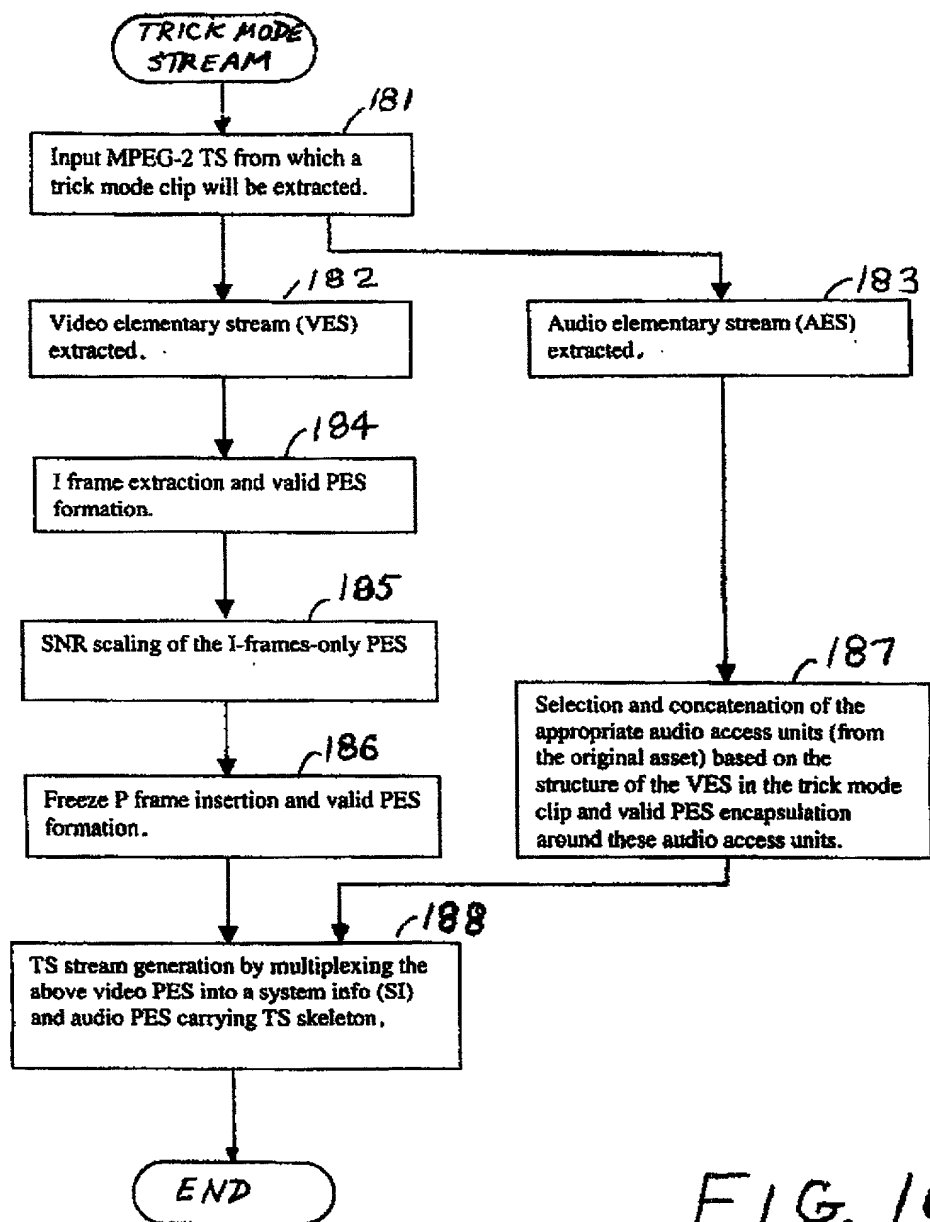 TRICK MODE
STREAM
181
Input MPEG-2 TS from which a
trick mode clip will be extracted.
182
Video elementary stream (VES)
extracted.
183
Audio elementary stream (AES)
extracted.
184
I frame extraction and valid PES
formation.
185
SNR scaling of the I-frames-only PES
186
Freeze P frame insertion and valid PES
formation.
187
Selection and concatenation of the
appropriate audio access units (from
the original asset) based on the
structure of the VES in the trick mode
clip and valid PES encapsulation
around these audio access units.
188
TS stream generation by multiplexing the
above video PES into a system info (SI)
and audio PES carrying TS skeleton.
END
FIG.